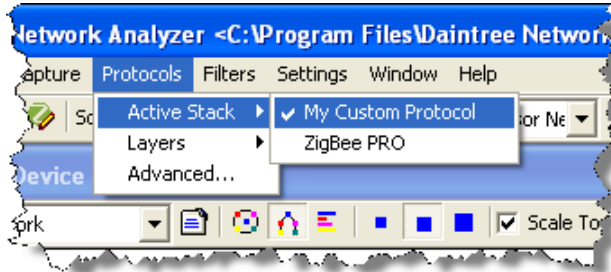 Network Analyzer <C:\Program Files\Daintree Networ
apture Protocols Filters Settings Window Help
Active Stack My Custom Protocol
Layers ZigBee PRO
Advanced...
Device
ork Scale To